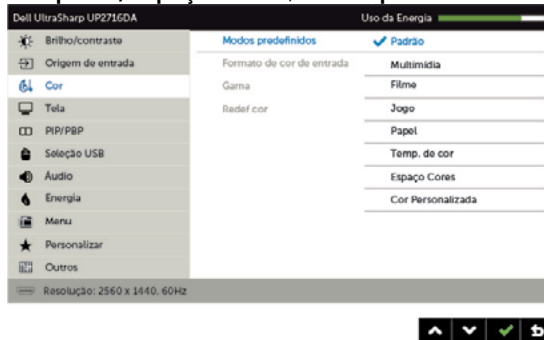 Dell UltraSharp UP2716DA
Uso da Energia
Brilho/contraste
Modos predefinidos
Padrão
Origem de entrada
Formato de cor de entrada
Multimídia
Cor
Gama
Filme
Tela
Redef cor
Jogo
PIP/PBP
Papel
Seleção USB
Temp. de cor
Áudio
Espaço Cores
Energia
Cor Personalizada
Menu
Personalizar
Outros
Resolução: 2560 x 1440, 60Hz